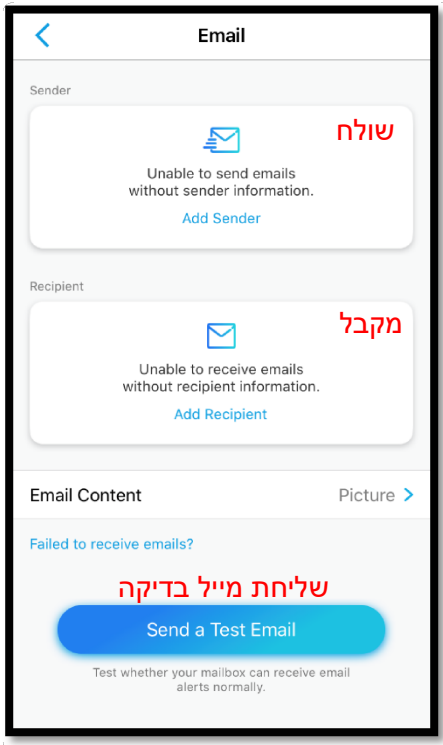 Email
Sender
שולח
Unable to send emails
without sender information.
Add Sender
Recipient
מקבל
Unable to receive emails
without recipient information.
Add Recipient
Email Content Picture >
Failed to receive emails?
שליחת מייל בדיקה
Send a Test Email
Test whether your mailbox can receive email
alerts normally.